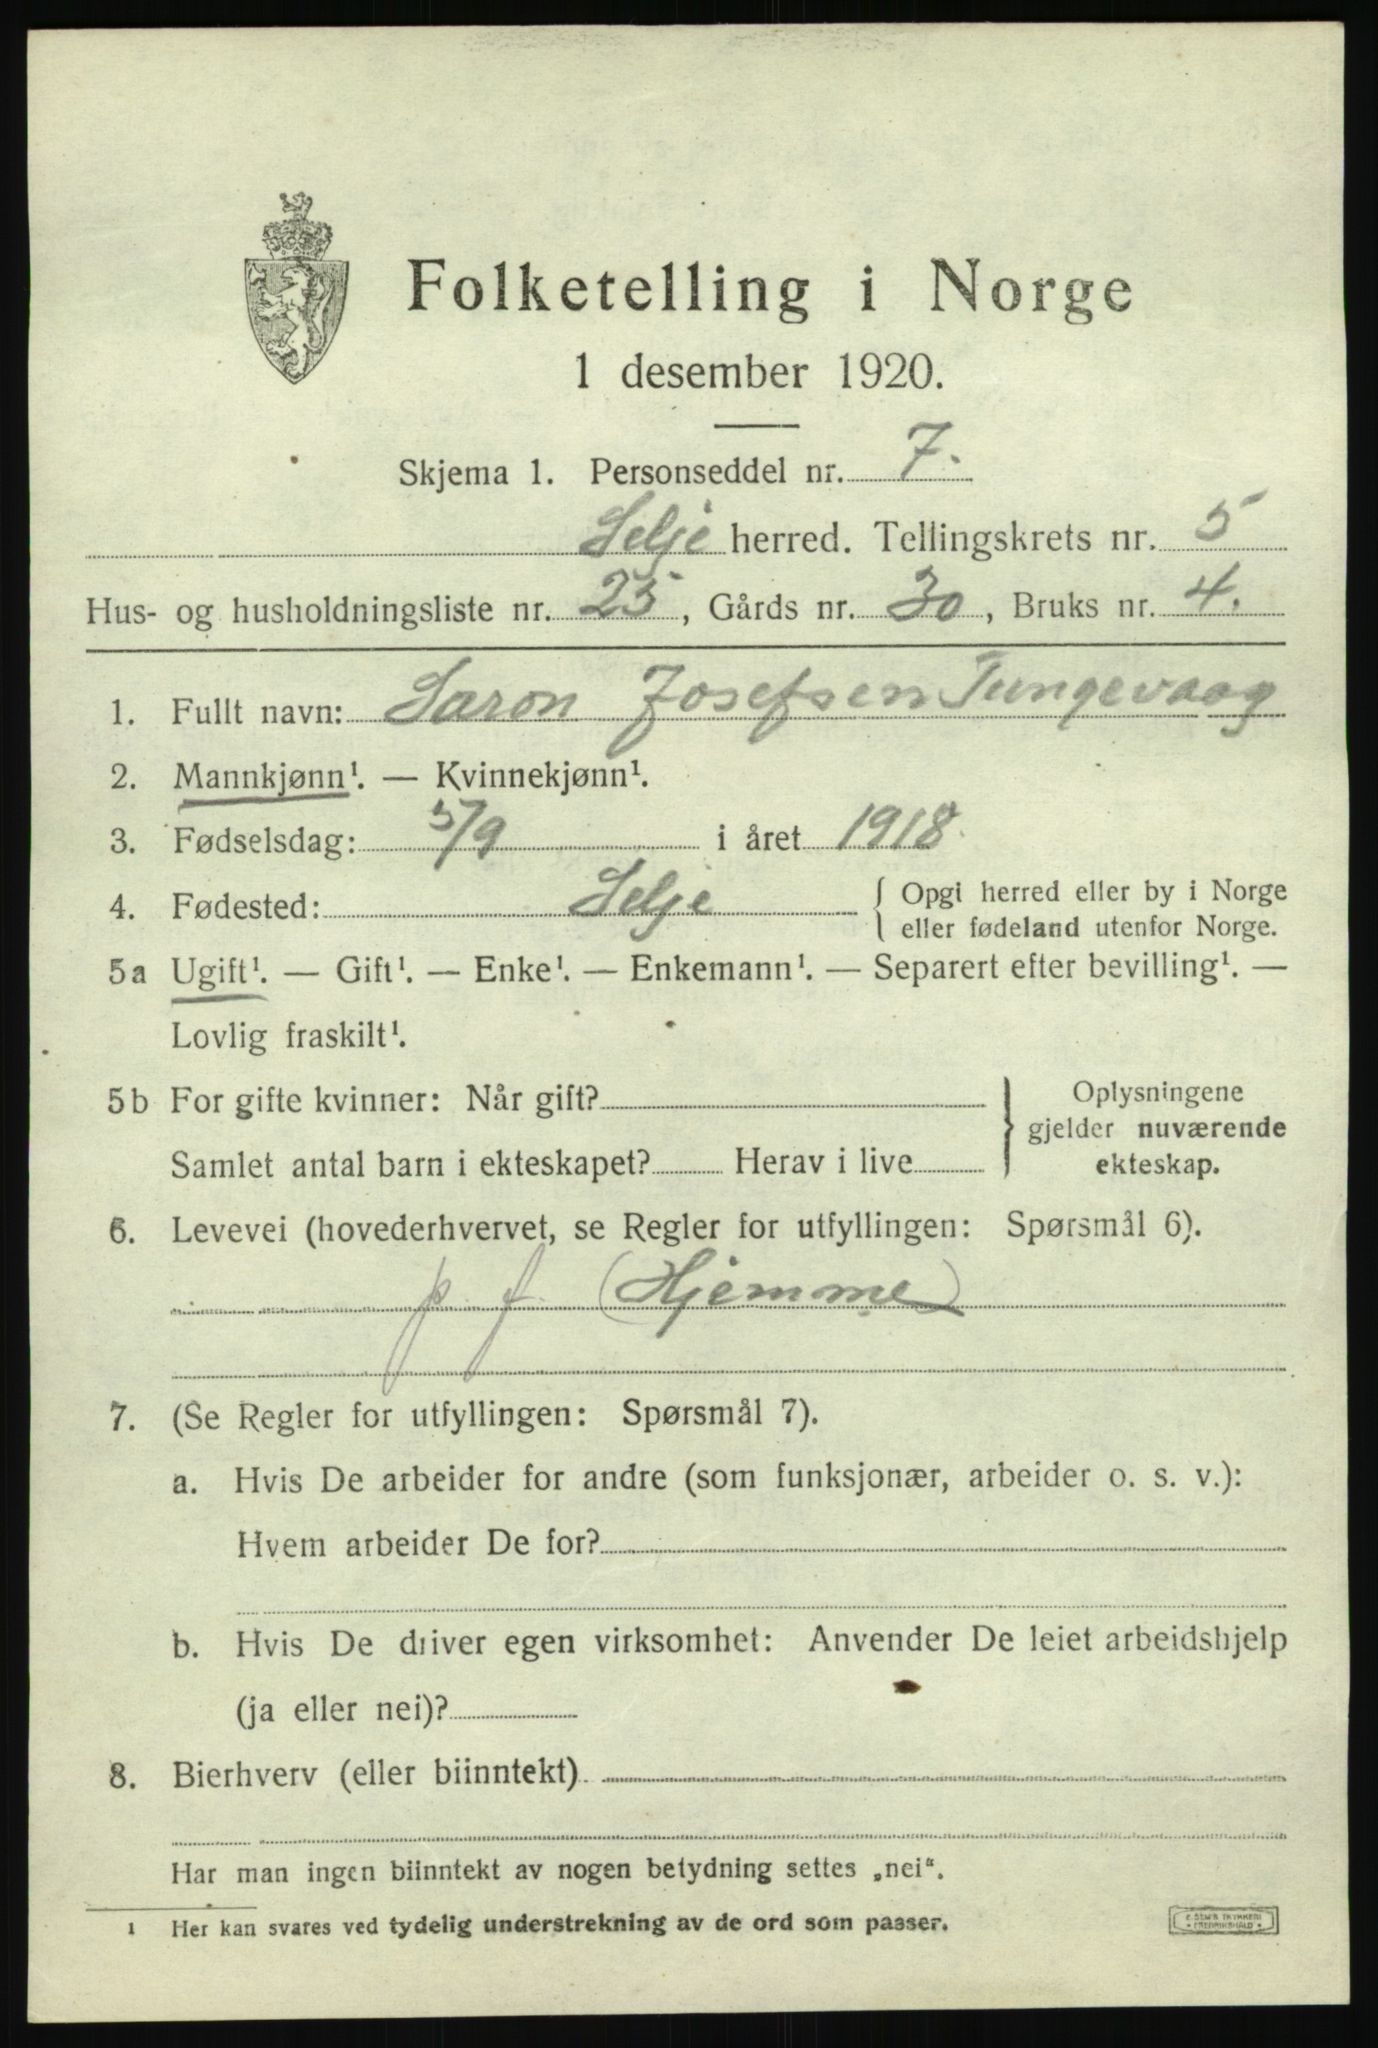 Folketelling i Norge
1 desember 1920.
Skjema 1. Personseddel nr. 7.
Selje herred. Tellingskrets nr. 5
Hus- og husholdningsliste nr. 25, Gårds nr. 30, Bruks nr. 4.
1. Fullt navn: Saron Josefsen Tungevaag
2. Mannkjønn¹. — Kvinnekjønn¹.
3. Fødselsdag: 5/9 i året 1918
4. Fødested: Selje { Opgi herred eller by i Norge
eller fødeland utenfor Norge.
5a Ugift¹. — Gift¹. — Enke¹. — Enkemann¹. — Separert efter bevilling¹. —
Lovlig fraskilt¹.
5b For gifte kvinner: Når gift? } Oplysningene
gjelder nuværende
Samlet antal barn i ekteskapet? Herav i live ekteskap.
6. Levevei (hovederhvervet, se Regler for utfyllingen: Spørsmål 6).
p. f. (Hjemme)
7. (Se Regler for utfyllingen: Spørsmål 7).
a. Hvis De arbeider for andre (som funksjonær, arbeider o. s. v.):
Hvem arbeider De for?
b. Hvis De driver egen virksomhet: Anvender De leiet arbeidshjelp
(ja eller nei)?
8. Bierhverv (eller biinntekt)
Har man ingen biinntekt av nogen betydning settes „nei“.
1 Her kan svares ved tydelig understrekning av de ord som passer.
TRYKKERI
FREDRIKSHALD